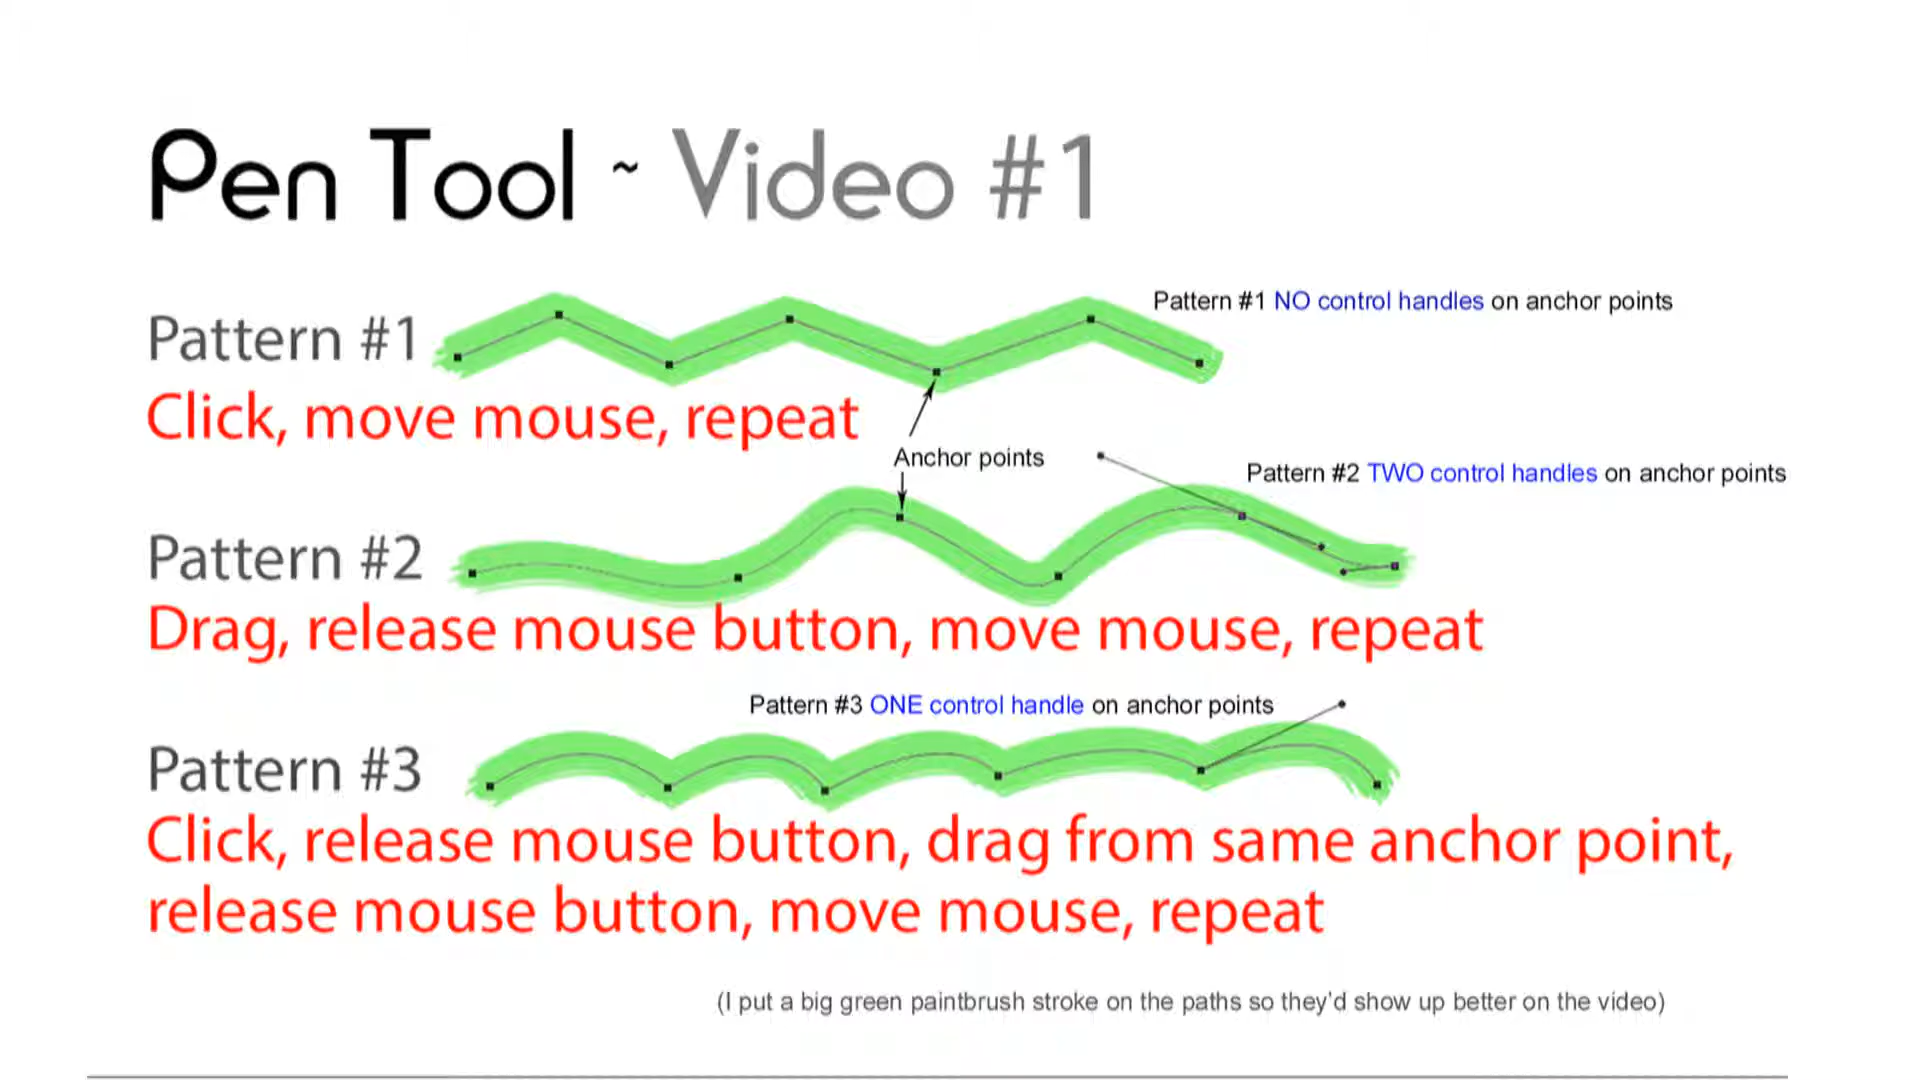 Pen Tool ~ Video #1
Pattern #1 NO control handles on anchor points
Pattern #1
Click, move mouse, repeat
Anchor points
Pattern #2 TWO control handles on anchor points
Pattern #2
Drag, release mouse button, move mouse, repeat
Pattern #3 ONE control handle on anchor points
Pattern #3
Click, release mouse button, drag from same anchor point,
release mouse button, move mouse, repeat
(I put a big green paintbrush stroke on the paths so they'd show up better on the video)